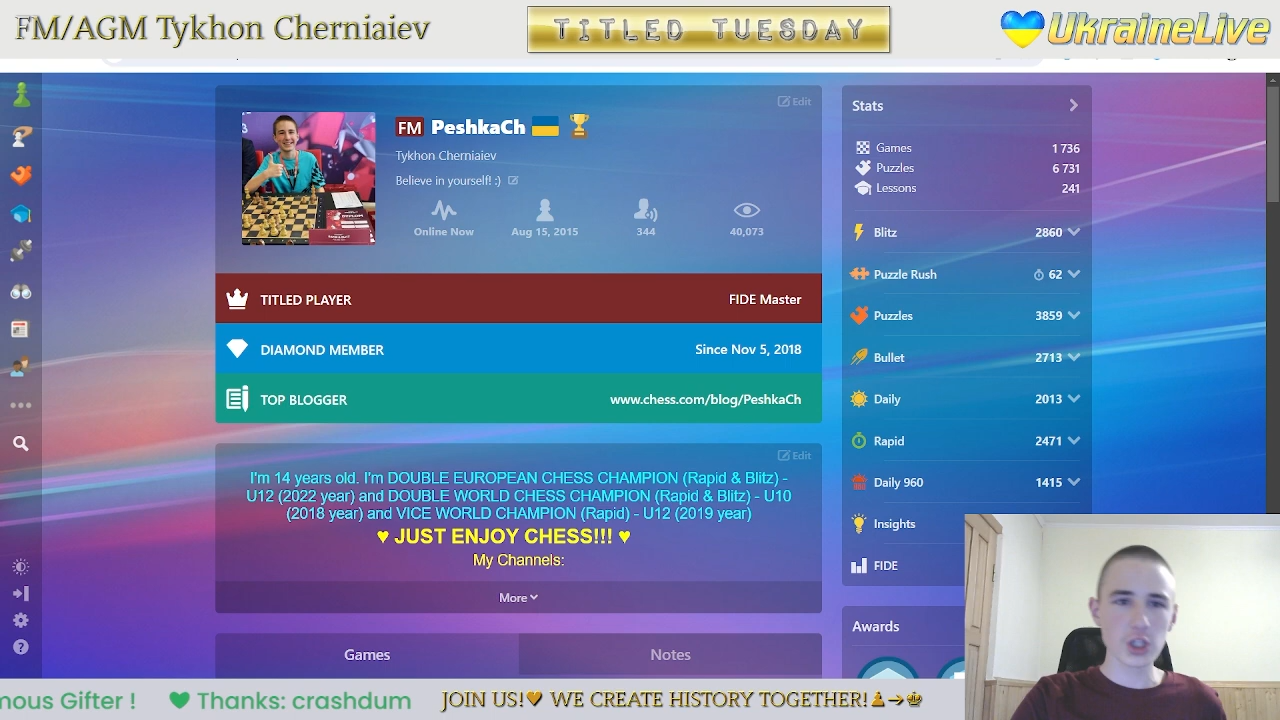 FM/AGM Tykhon Cherniaiev
TITLED TUESDAY
UkraineLive
Edit
FM PeshkaCh
Tykhon Cherniaiev
Believe in yourself! :)
Online Now
Aug 15, 2015
344
40,073
TITLED PLAYER FIDE Master
DIAMOND MEMBER Since Nov 5, 2018
TOP BLOGGER www.chess.com/blog/PeshkaCh
Edit
I'm 14 years old. I'm DOUBLE EUROPEAN CHESS CHAMPION (Rapid & Blitz) -
U12 (2022 year) and DOUBLE WORLD CHESS CHAMPION (Rapid & Blitz) - U10
(2018 year) and VICE WORLD CHAMPION (Rapid) - U12 (2019 year)
♥ JUST ENJOY CHESS!!! ♥
My Channels:
More
Games
Notes
Stats
Games 1 736
Puzzles 6 731
Lessons 241
Blitz 2860
Puzzle Rush 62
Puzzles 3859
Bullet 2713
Daily 2013
Rapid 2471
Daily 960 1415
Insights
FIDE
Awards
mous Gifter !
Thanks: crashdum
JOIN US!♥ WE CREATE HISTORY TOGETHER!♟→♚